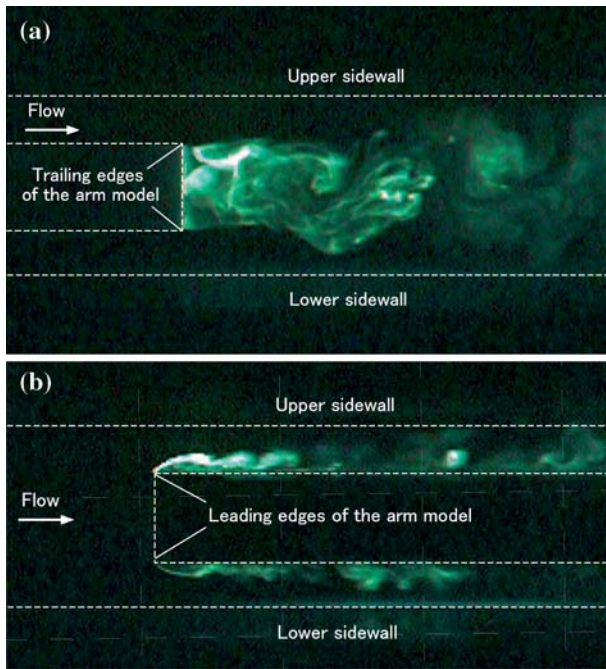 (a)
Upper sidewall
Flow
Trailing edges
of the arm model
Lower sidewall
(b)
Upper sidewall
Flow
Leading edges of the arm model
Lower sidewall